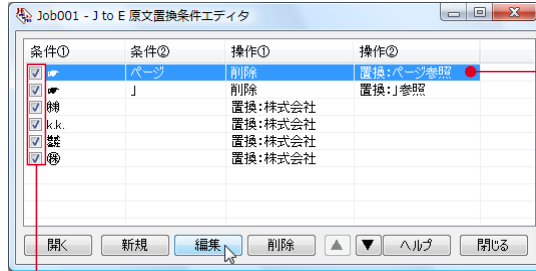 Job001 - J to E 原文置換条件エディタ
条件① 条件② 操作① 操作②
☛ ページ 削除 置換:ページ参照
☛ 」 削除 置換:」参照
㈱ 置換:株式会社
k.k. 置換:株式会社
㍿ 置換:株式会社
㊑ 置換:株式会社
開く 新規 編集 削除 ▲ ▼ ヘルプ 閉じる